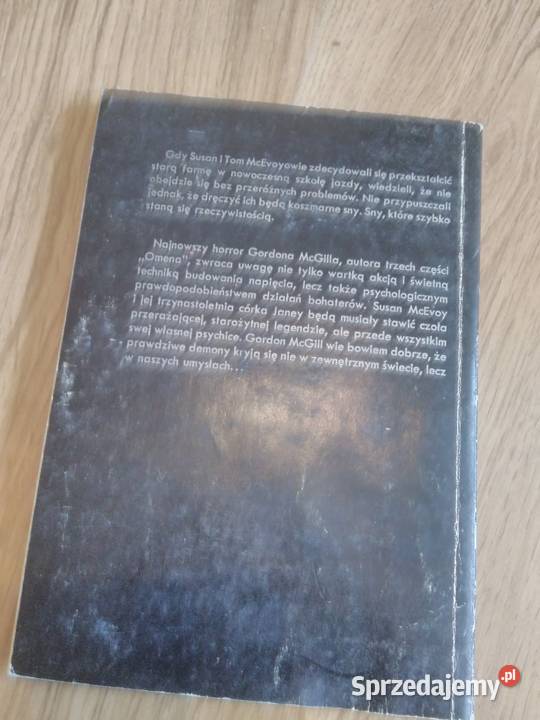 Gdy Susan i Tom McEvoyowie zdecydowali się przekształcić
starą farmę w nowoczesną szkołę jazdy, wiedzieli, że nie
obejdzie się bez przeróżnych problemów. Nie przypuszczali
jednak, że dręczyć ich będą koszmarne sny. Sny, które szybko
staną się rzeczywistością.
Najnowszy horror Gordona McGilla, autora trzech części
„Omena”, zwraca uwagę nie tylko wartką akcją i świetną
techniką budowania napięcia, lecz także psychologicznym
prawdopodobieństwem działań bohaterów. Susan McEvoy
i jej trzynastoletnia córka Janey będą musiały stawić czoła
przerażającej, starożytnej legendzie, ale przede wszystkim
swej własnej psychice. Gordon McGill wie bowiem dobrze, że
prawdziwe demony kryją się nie w zewnętrznym świecie, lecz
w naszych umysłach...
Sprzedajemy.pl